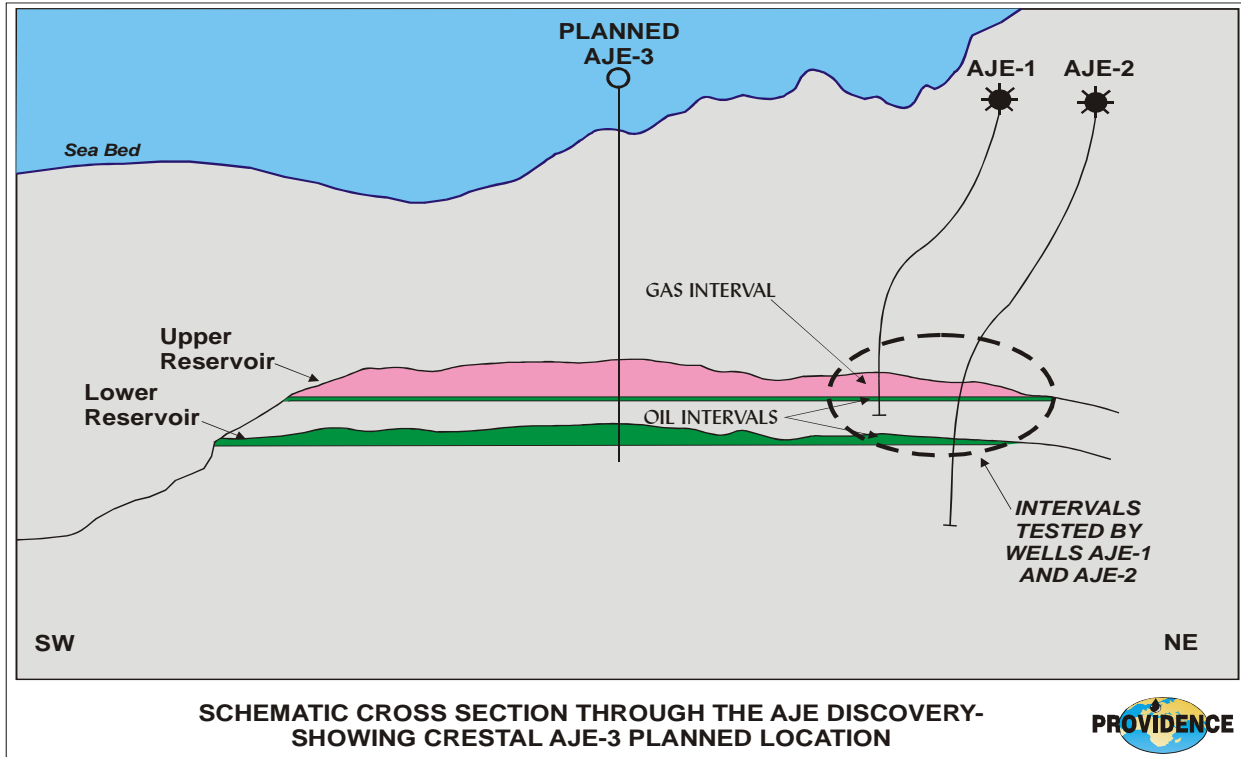 PLANNED
AJE-3
AJE-1
AJE-2
Sea Bed
GAS INTERVAL
Upper
Reservoir
Lower
Reservoir
OIL INTERVALS
INTERVALS
TESTED BY
WELLS AJE-1
AND AJE-2
SW
NE
SCHEMATIC CROSS SECTION THROUGH THE AJE DISCOVERY-
SHOWING CRESTAL AJE-3 PLANNED LOCATION
PROVIDENCE